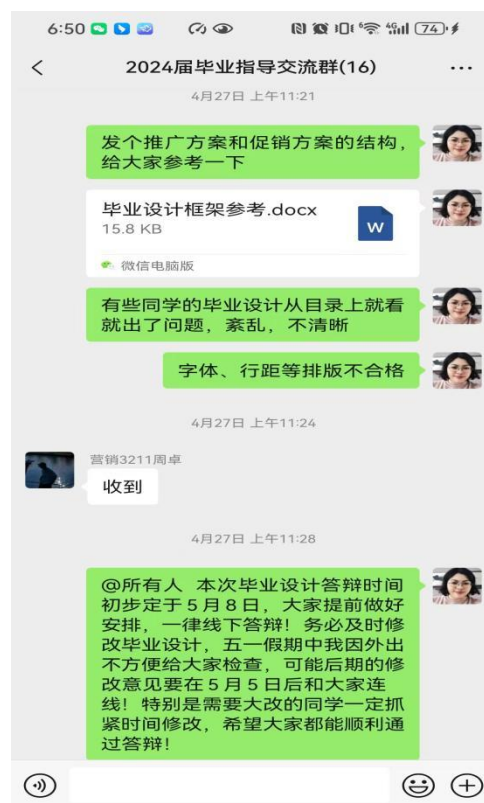 6:50
74
2024届毕业指导交流群(16)
4月27日 上午11:21
发个推广方案和促销方案的结构，
给大家参考一下
毕业设计框架参考.docx
15.8 KB
W
微信电脑版
有些同学的毕业设计从目录上就看
就出了问题，紊乱，不清晰
字体、行距等排版不合格
4月27日 上午11:24
营销3211周卓
收到
4月27日 上午11:28
@所有人 本次毕业设计答辩时间
初步定于5月8日，大家提前做好
安排，一律线下答辩！务必及时修
改毕业设计，五一假期中我因外出
不方便给大家检查，可能后期的修
改意见要在5月5日后和大家连
线！特别是需要大改的同学一定抓
紧时间修改，希望大家都能顺利通
过答辩！